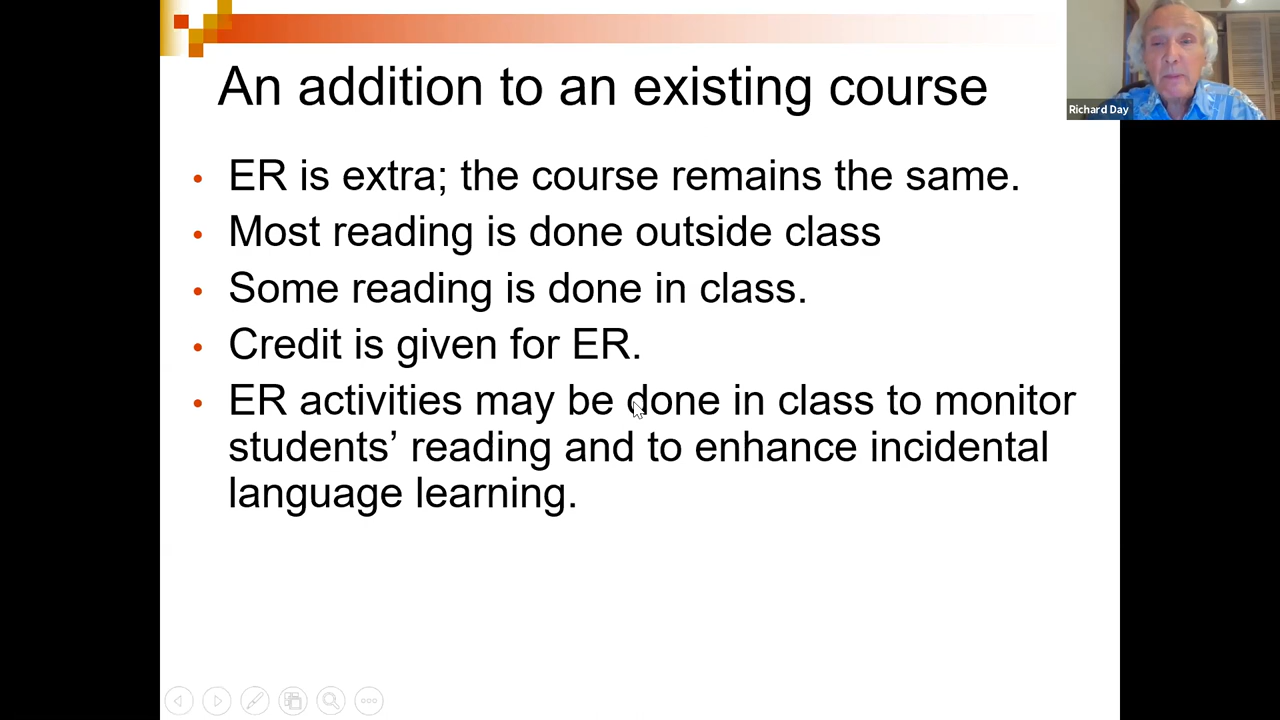 An addition to an existing course
Richard Day
• ER is extra; the course remains the same.
• Most reading is done outside class
• Some reading is done in class.
• Credit is given for ER.
• ER activities may be done in class to monitor
students’ reading and to enhance incidental
language learning.